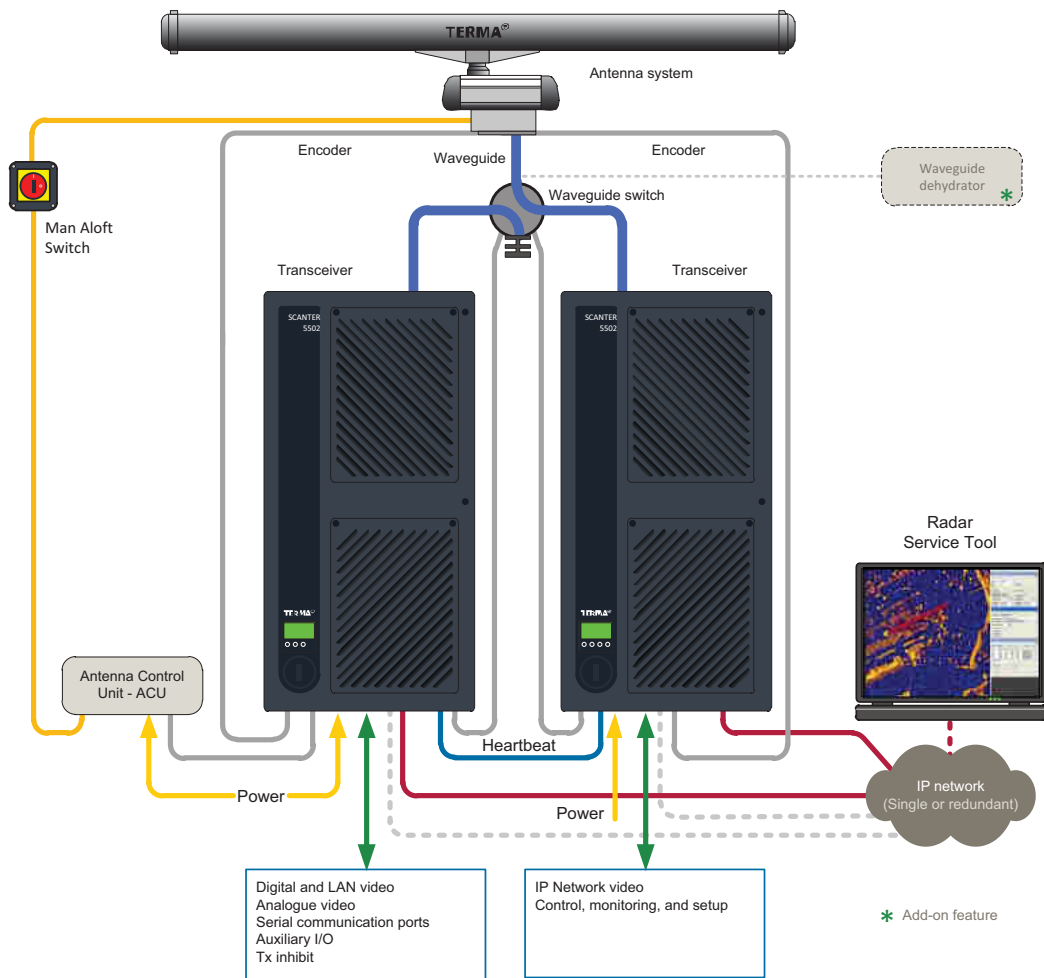 TERMA®
Antenna system
Encoder
Waveguide
Encoder
Waveguide
dehydrator
*
Waveguide switch
Man Aloft
Switch
Transceiver
Transceiver
SCANTER
5502
SCANTER
5502
Radar
Service Tool
TERMA®
TERMA®
Antenna Control
Unit - ACU
Heartbeat
IP network
(Single or redundant)
Power
Power
Digital and LAN video
Analogue video
Serial communication ports
Auxiliary I/O
Tx inhibit
IP Network video
Control, monitoring, and setup
* Add-on feature